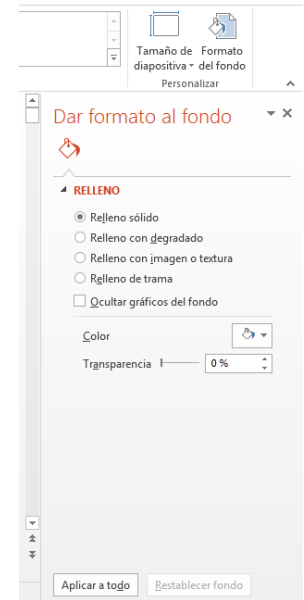 Tamaño de Formato
diapositiva del fondo
Personalizar
Dar formato al fondo
RELLENO
Relleno sólido
Relleno con degradado
Relleno con imagen o textura
Relleno de trama
Ocultar gráficos del fondo
Color
Transparencia 0 %
Aplicar a todo Restablecer fondo